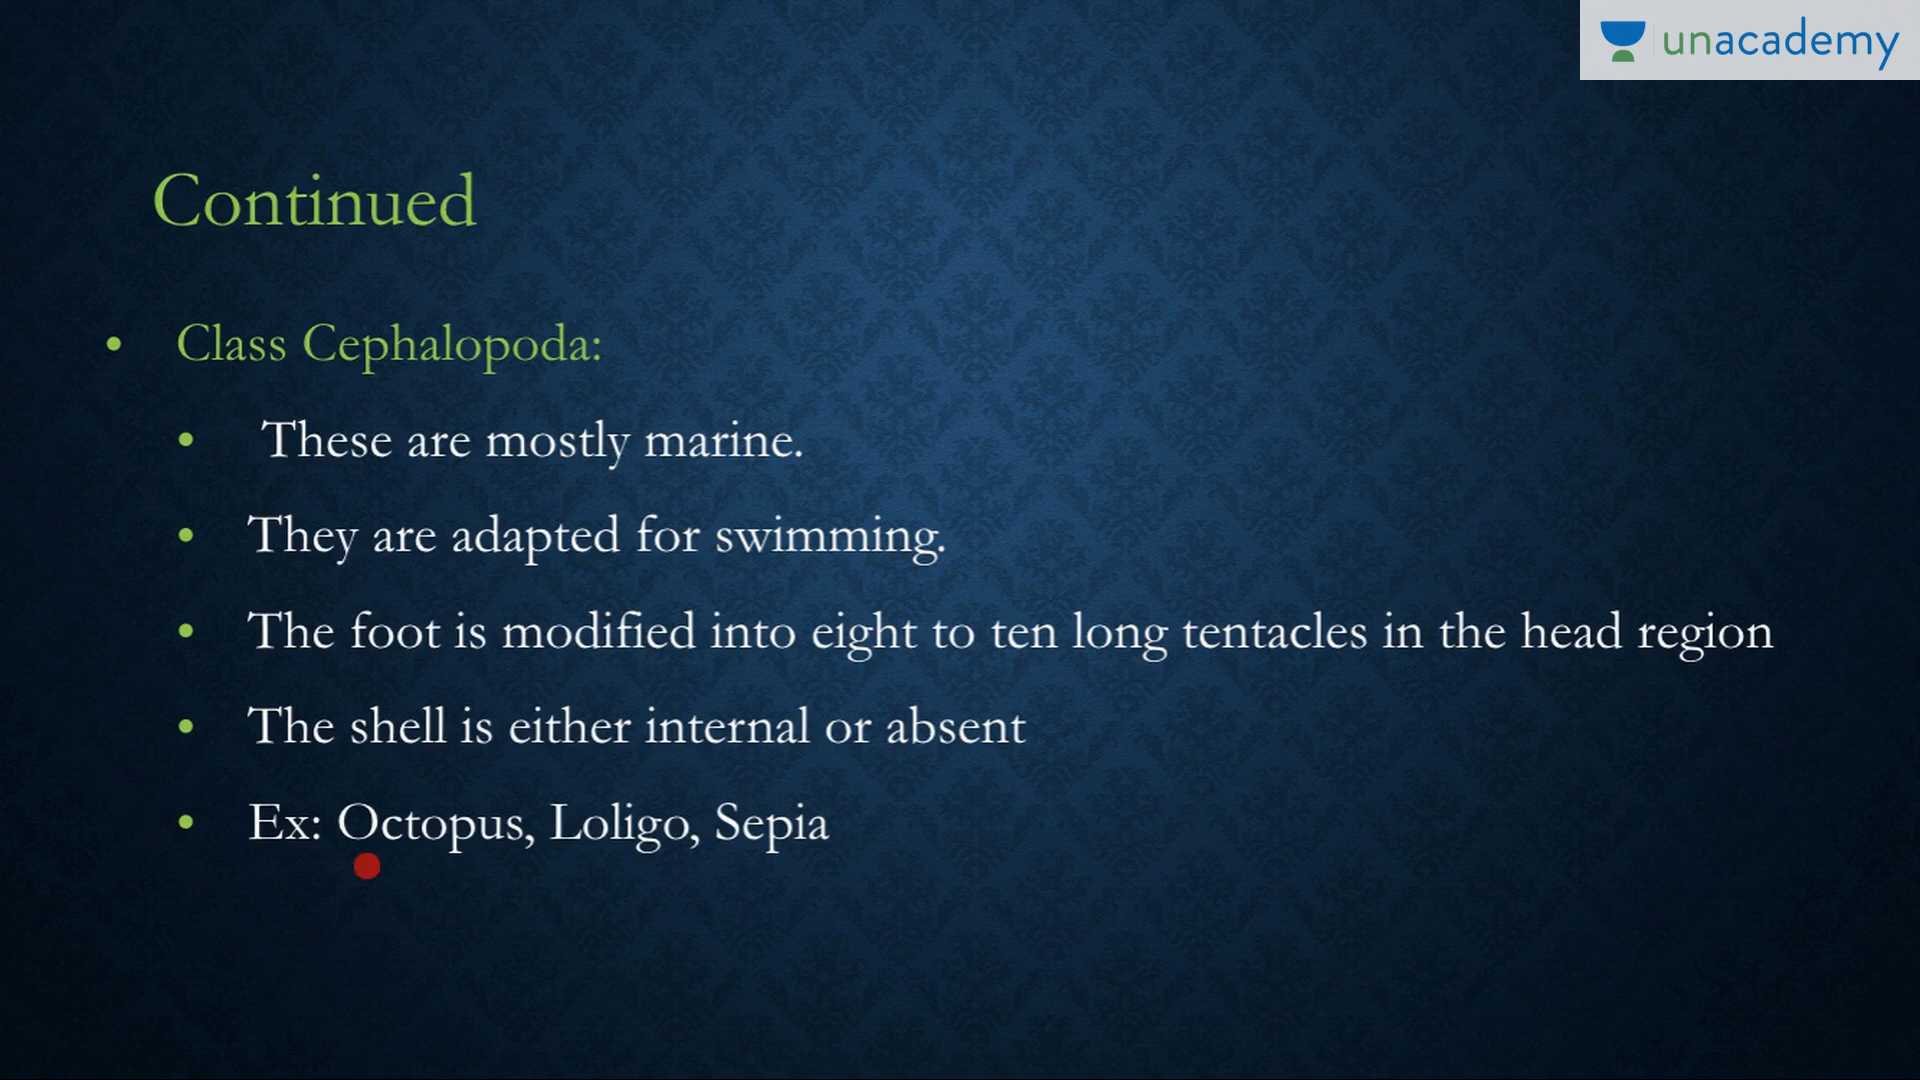 unacademy
Continued
• Class Cephalopoda:
• These are mostly marine.
• They are adapted for swimming.
• The foot is modified into eight to ten long tentacles in the head region
• The shell is either internal or absent
• Ex: Octopus, Loligo, Sepia